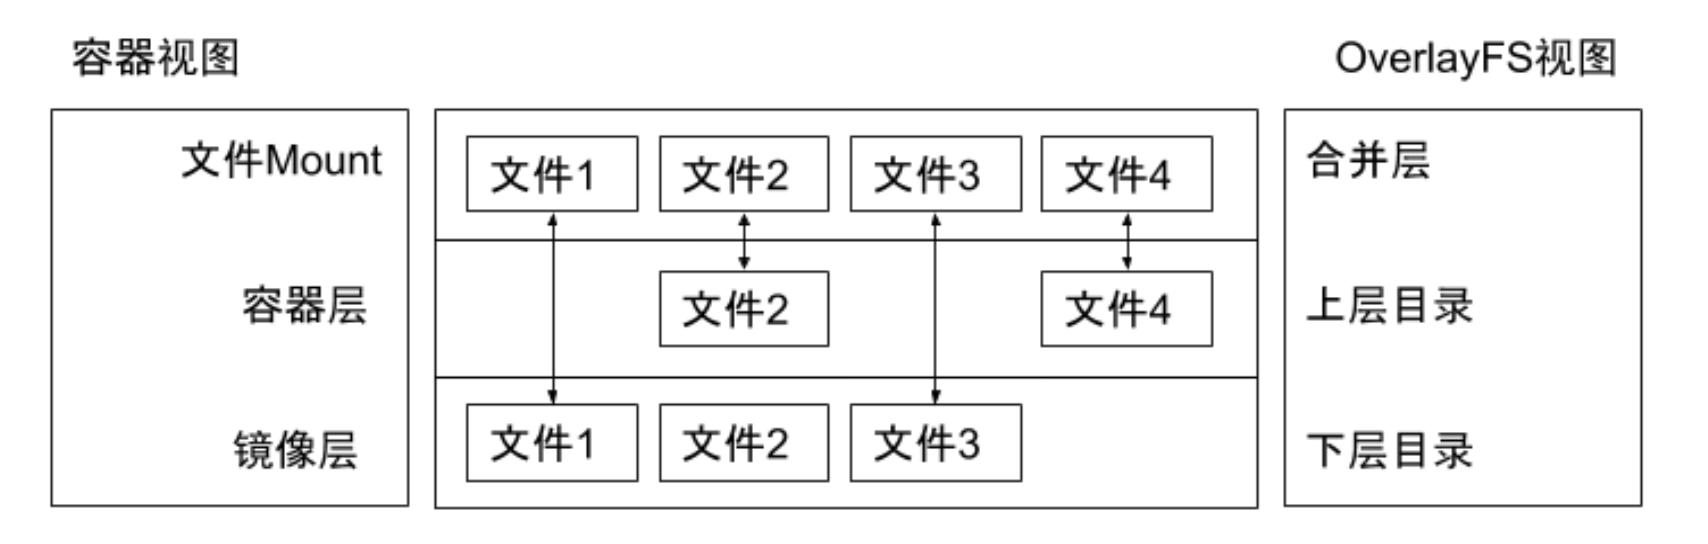 容器视图
OverlayFS视图
文件Mount
文件1
文件2
文件3
文件4
合并层
容器层
文件2
文件4
上层目录
镜像层
文件1
文件2
文件3
下层目录